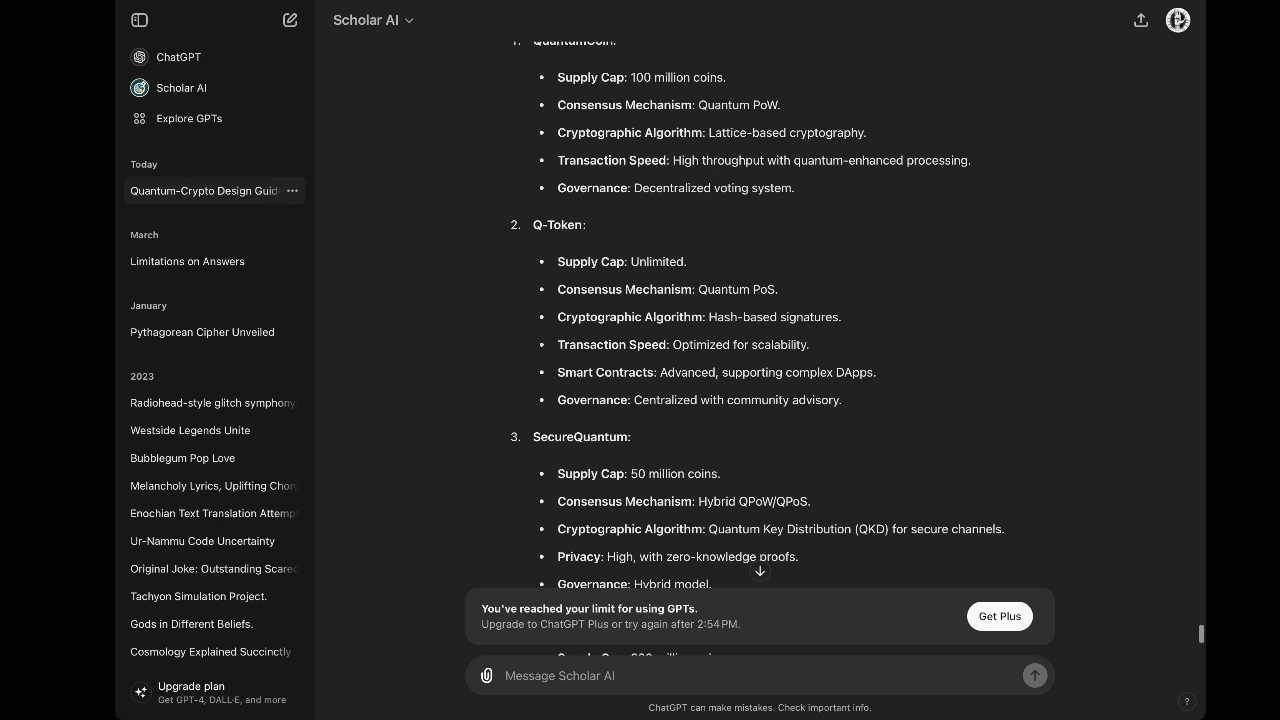 Scholar AI
ChatGPT
Scholar AI
Explore GPTs
Today
Quantum-Crypto Design Guid
March
Limitations on Answers
January
Pythagorean Cipher Unveiled
2023
Radiohead-style glitch symphony.
Westside Legends Unite
Bubblegum Pop Love
Melancholy Lyrics, Uplifting Chor
Enochian Text Translation Attemp
Ur-Nammu Code Uncertainty
Original Joke: Outstanding Scarec
Tachyon Simulation Project.
Gods in Different Beliefs.
Cosmology Explained Succinctly
Upgrade plan
Get GPT-4, DALL·E, and more
1. QuantumCoin:
• Supply Cap: 100 million coins.
• Consensus Mechanism: Quantum PoW.
• Cryptographic Algorithm: Lattice-based cryptography.
• Transaction Speed: High throughput with quantum-enhanced processing.
• Governance: Decentralized voting system.
2. Q-Token:
• Supply Cap: Unlimited.
• Consensus Mechanism: Quantum PoS.
• Cryptographic Algorithm: Hash-based signatures.
• Transaction Speed: Optimized for scalability.
• Smart Contracts: Advanced, supporting complex DApps.
• Governance: Centralized with community advisory.
3. SecureQuantum:
• Supply Cap: 50 million coins.
• Consensus Mechanism: Hybrid QPoW/QPoS.
• Cryptographic Algorithm: Quantum Key Distribution (QKD) for secure channels.
• Privacy: High, with zero-knowledge proofs.
• Governance: Hybrid model.
You've reached your limit for using GPTs.
Upgrade to ChatGPT Plus or try again after 2:54 PM.
Get Plus
Message Scholar AI
ChatGPT can make mistakes. Check important info.
?